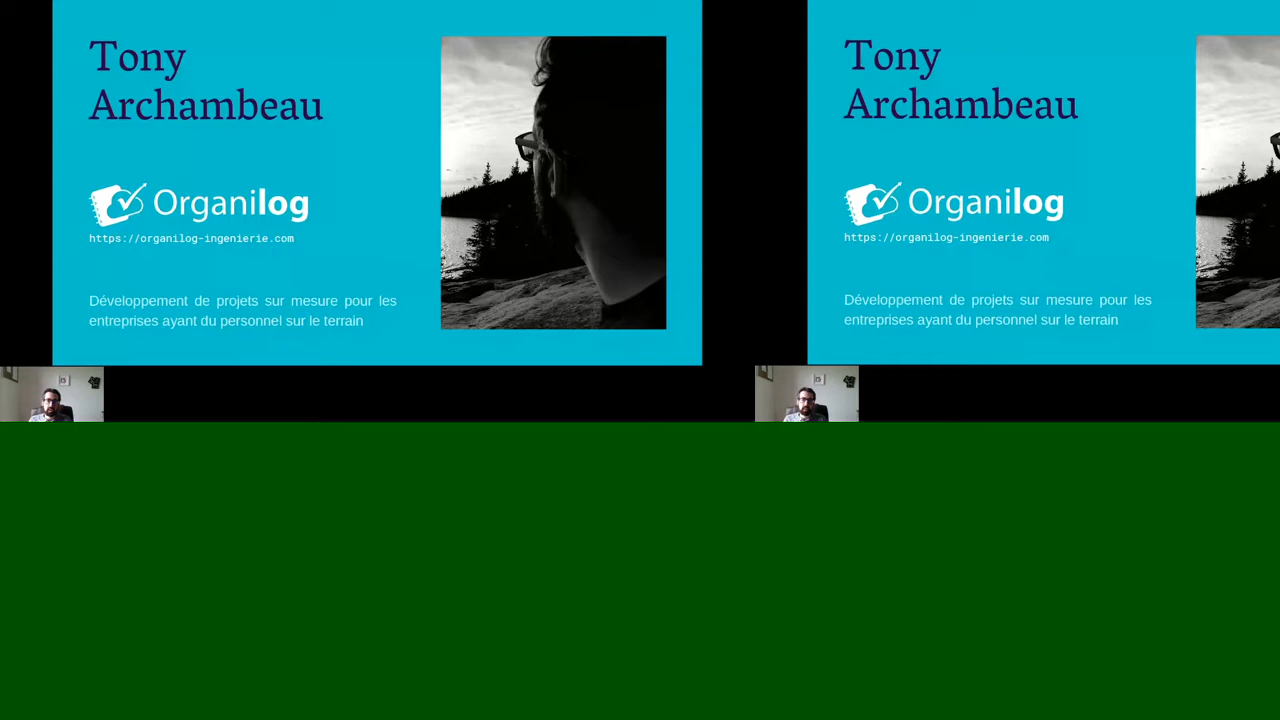 Tony
Archambeau
Organilog
https://organilog-ingenierie.com
Développement de projets sur mesure pour les
entreprises ayant du personnel sur le terrain
Tony
Archambeau
Organilog
https://organilog-ingenierie.com
Développement de projets sur mesure pour les
entreprises ayant du personnel sur le terrain